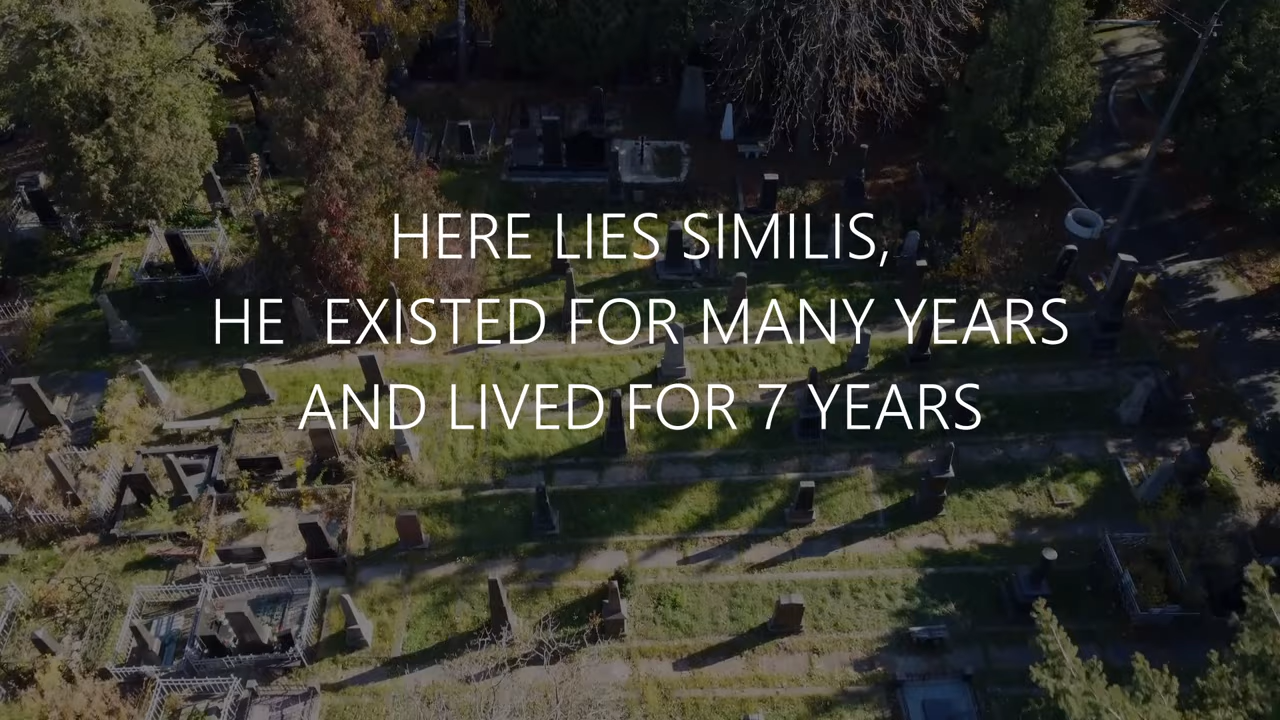 HERE LIES SIMILIS,
HE  EXISTED FOR MANY YEARS
AND LIVED FOR 7 YEARS